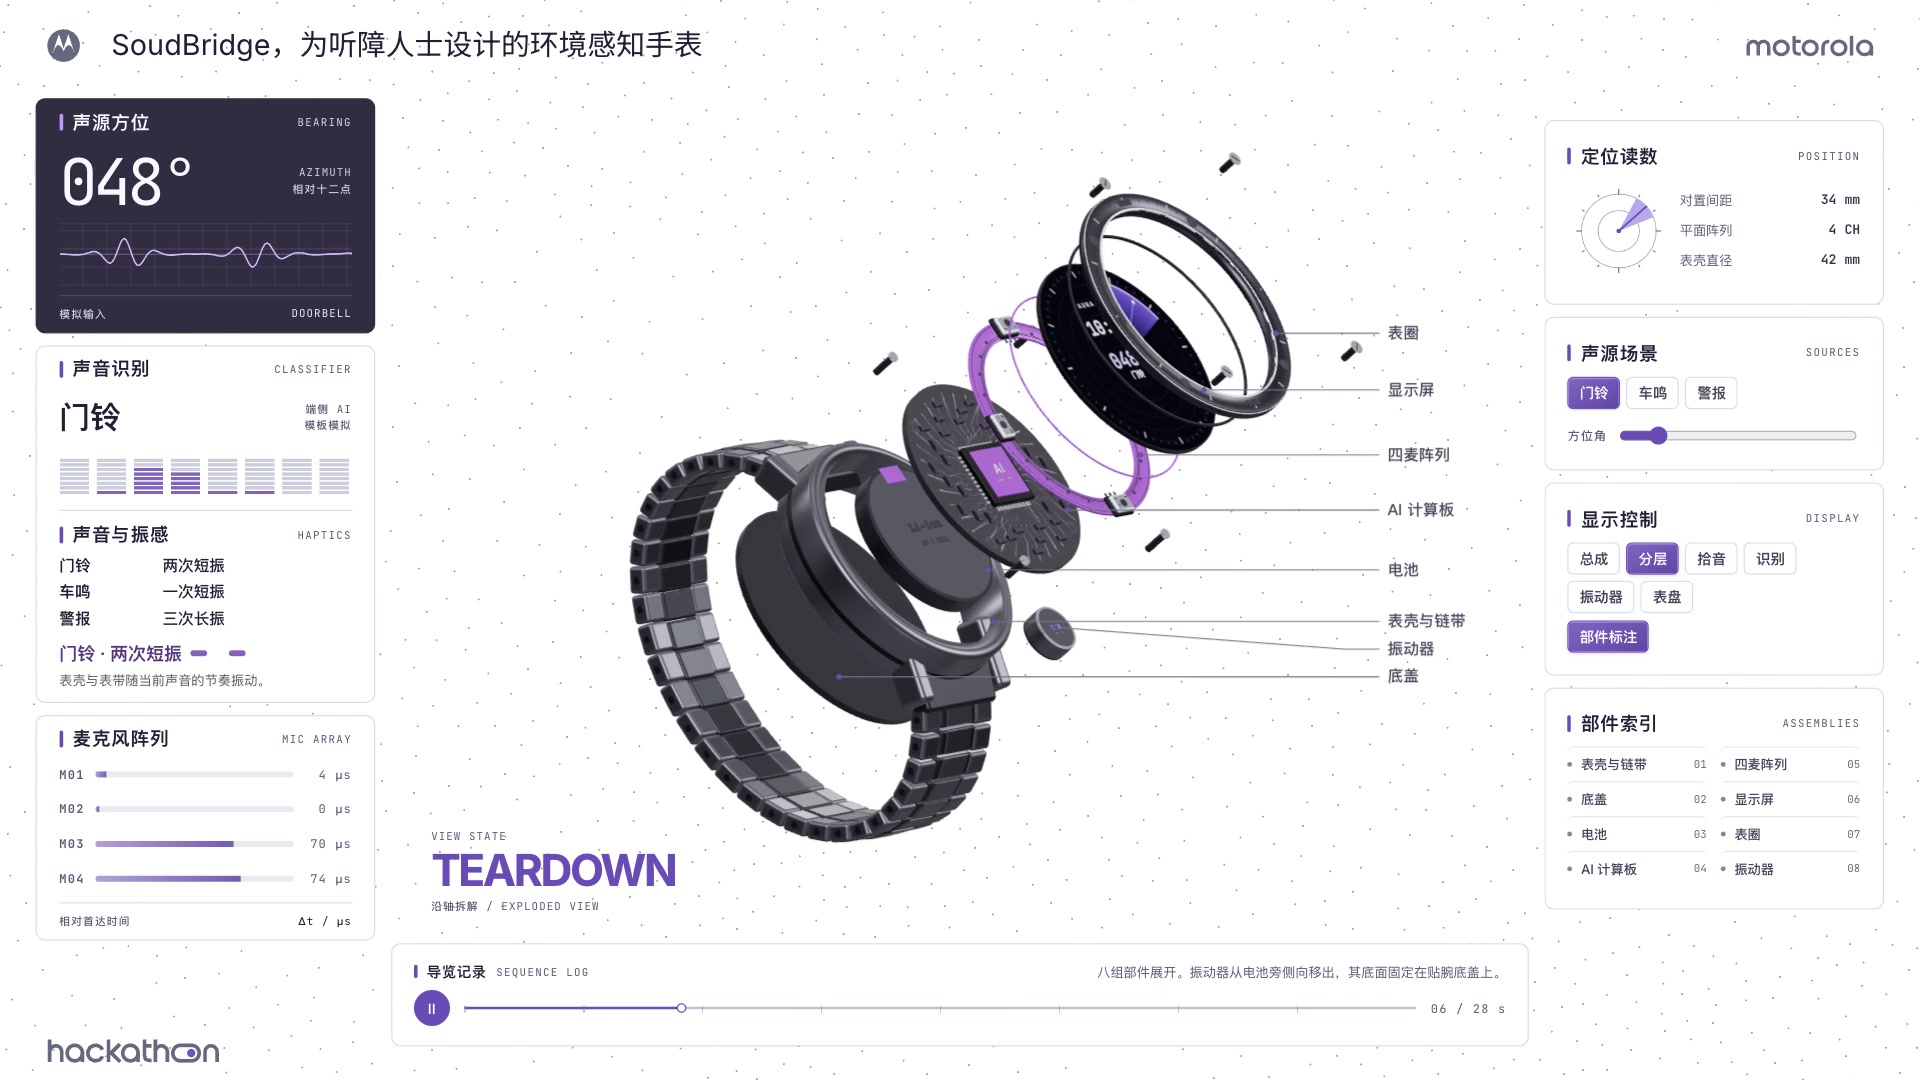 SoudBridge，为听障人士设计的环境感知手表
motorola
声源方位
BEARING
048°
AZIMUTH
相对十二点
模拟输入
DOORBELL
声音识别
CLASSIFIER
门铃
端侧 AI
模板模拟
声音与振感
HAPTICS
门铃 两次短振
车鸣 一次短振
警报 三次长振
门铃 · 两次短振
表壳与表带随当前声音的节奏振动。
麦克风阵列
MIC ARRAY
M01 4 μs
M02 0 μs
M03 70 μs
M04 74 μs
相对首达时间
Δt / μs
AURA
10:
048
AI
Li-ion
表圈
显示屏
四麦阵列
AI 计算板
电池
表壳与链带
振动器
底盖
VIEW STATE
TEARDOWN
沿轴拆解 / EXPLODED VIEW
导览记录 SEQUENCE LOG
八组部件展开。振动器从电池旁侧向移出，其底面固定在贴腕底盖上。
06 / 28 s
定位读数
POSITION
对置间距 34 mm
平面阵列 4 CH
表壳直径 42 mm
声源场景
SOURCES
门铃 车鸣 警报
方位角
显示控制
DISPLAY
总成 分层 拾音 识别
振动器 表盘
部件标注
部件索引
ASSEMBLIES
表壳与链带 01 四麦阵列 05
底盖 02 显示屏 06
电池 03 表圈 07
AI 计算板 04 振动器 08
hackathon